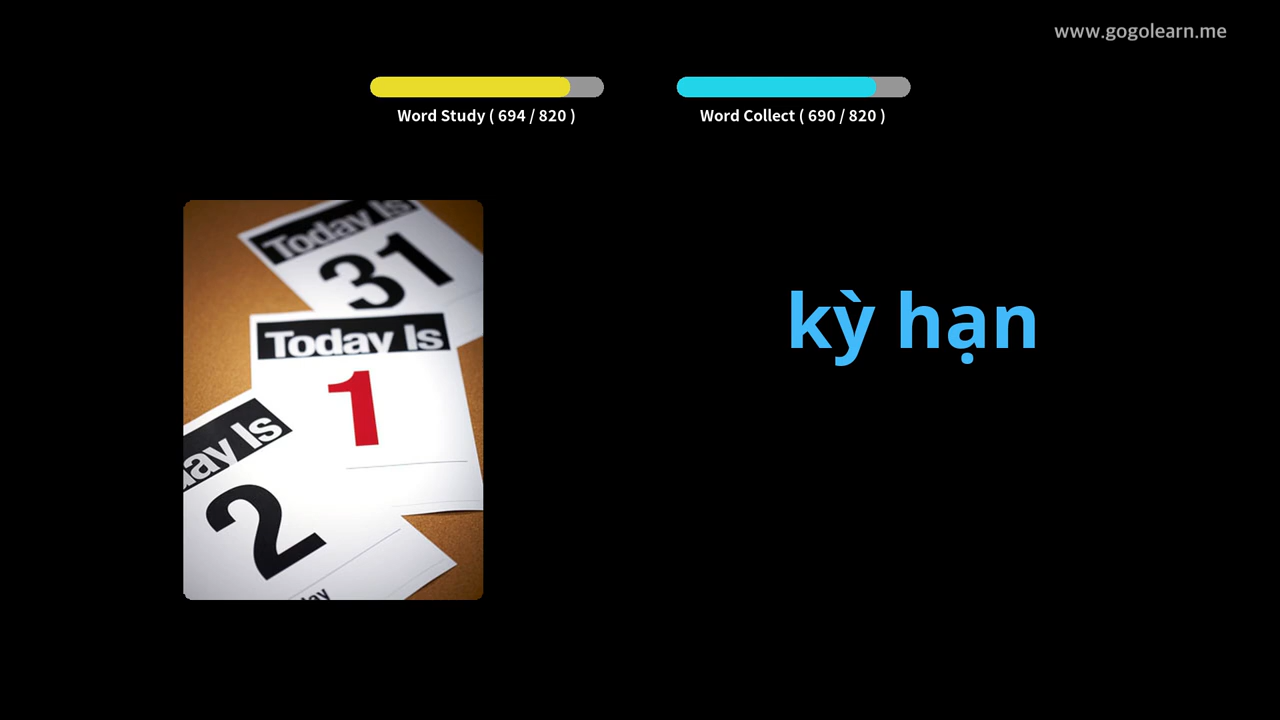 www.gogolearn.me
Word Study ( 694 / 820 )
Word Collect ( 690 / 820 )
Today Is
31
Today Is
1
ay Is
2
ay
kỳ hạn